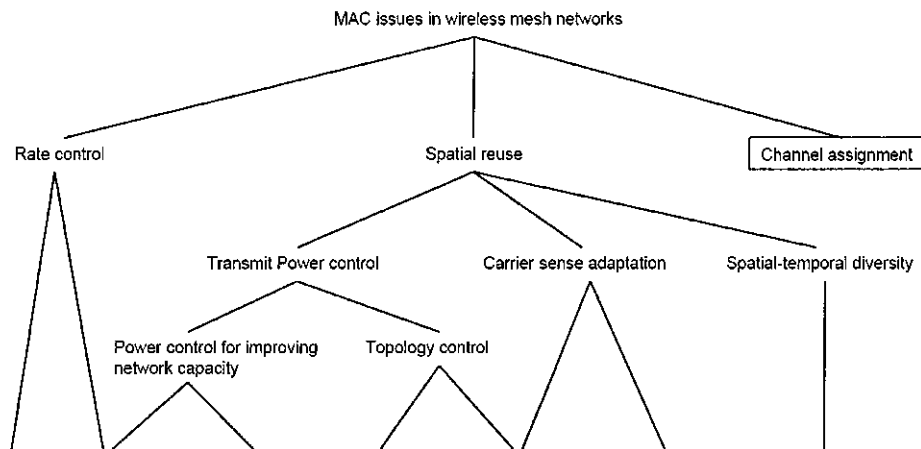 MAC issues in wireless mesh networks
Rate control
Spatial reuse
Channel assignment
Transmit Power control
Carrier sense adaptation
Spatial-temporal diversity
Power control for improving
network capacity
Topology control